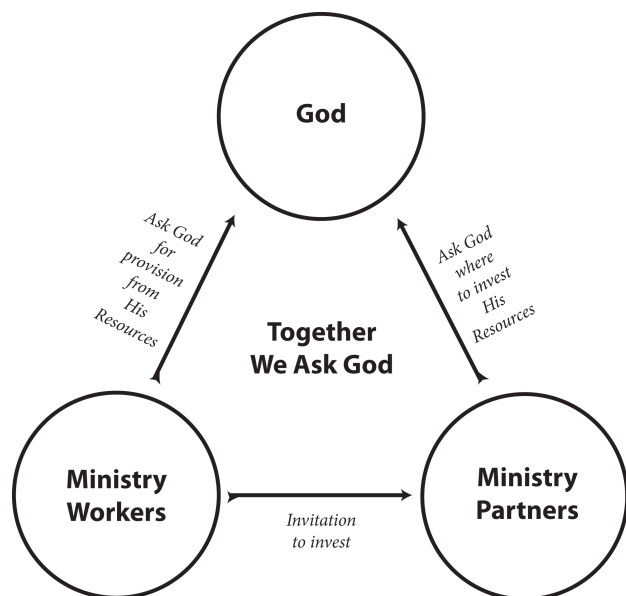 God
Ask God
for
provision
from
His
Resources
Ask God
where
to invest
His
Resources
Together
We Ask God
Ministry
Workers
Ministry
Partners
Invitation
to invest